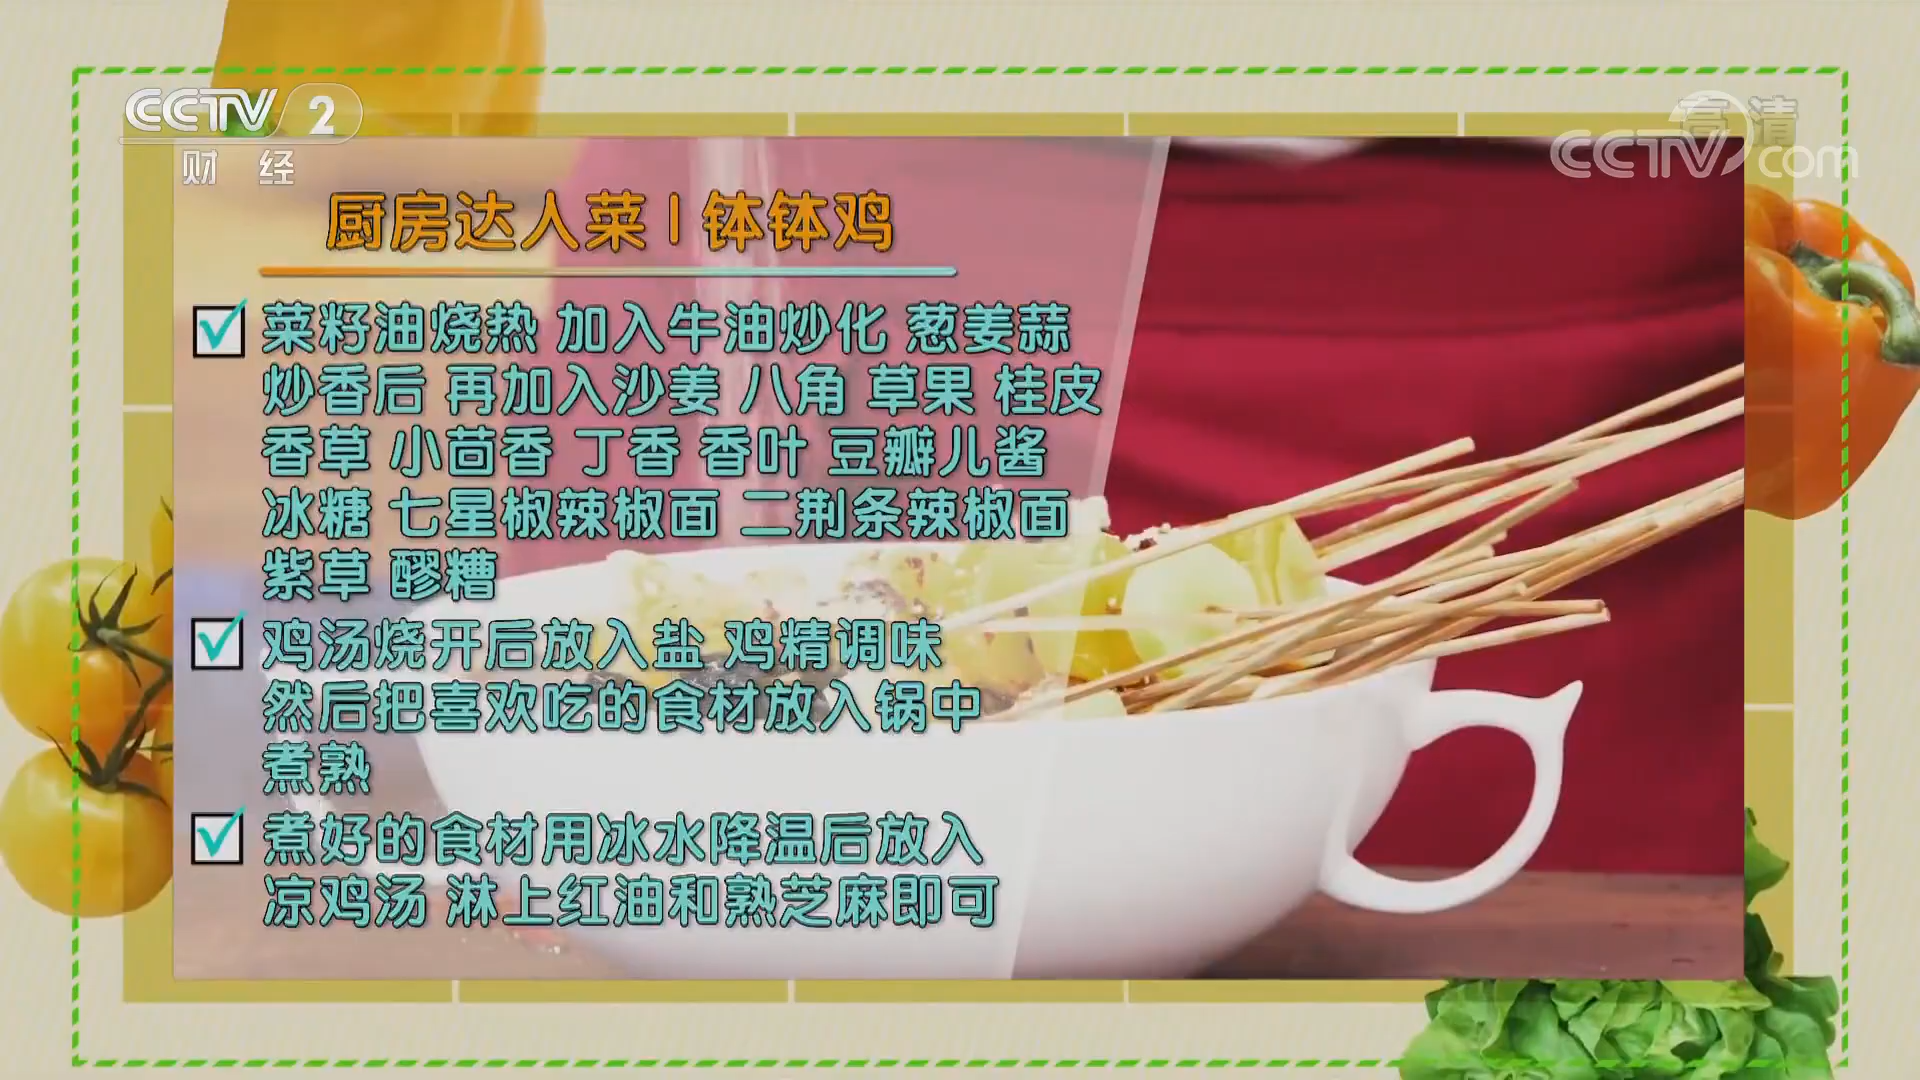 CCTV 2
财 经
高清
CCTV.com
厨房达人菜 | 钵钵鸡
菜籽油烧热 加入牛油炒化 葱姜蒜
炒香后 再加入沙姜 八角 草果 桂皮
香草 小茴香 丁香 香叶 豆瓣儿酱
冰糖 七星椒辣椒面 二荆条辣椒面
紫草 醪糟
鸡汤烧开后放入盐 鸡精调味
然后把喜欢吃的食材放入锅中
煮熟
煮好的食材用冰水降温后放入
凉鸡汤 淋上红油和熟芝麻即可